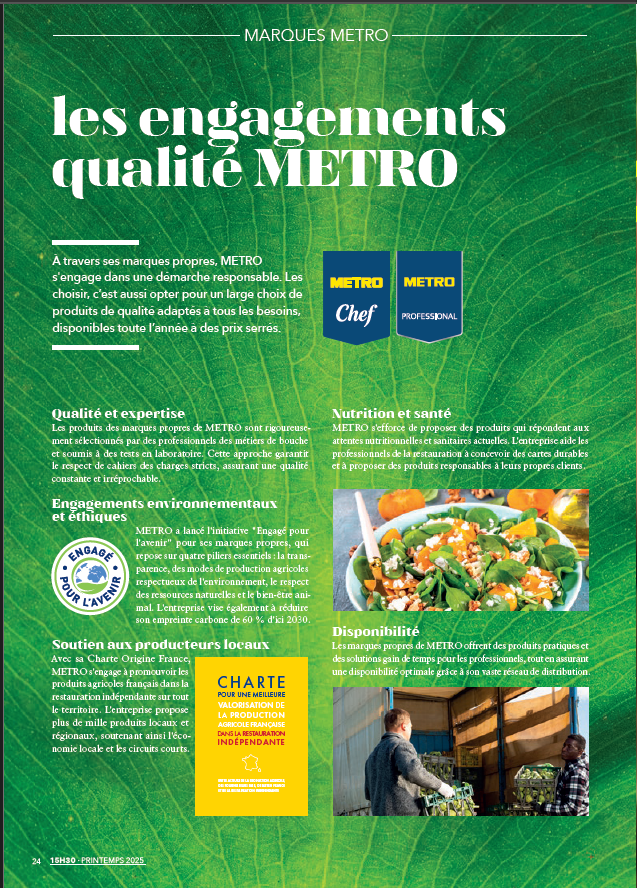 MARQUES METRO
les engagements
qualité METRO
À travers ses marques propres, METRO
s'engage dans une démarche responsable. Les
choisir, c'est aussi opter pour un large choix de
produits de qualité adaptés à tous les besoins,
disponibles toute l'année à des prix serrés.
METRO
Chef
METRO
PROFESSIONAL
Qualité et expertise
Les produits des marques propres de METRO sont rigoureuse-
ment sélectionnés par des professionnels des métiers de bouche
et soumis à des tests en laboratoire. Cette approche garantit
le respect de cahiers des charges stricts, assurant une qualité
constante et irréprochable.
Engagements environnementaux
et éthiques
METRO a lancé l'initiative "Engagé pour
l'avenir" pour ses marques propres, qui
repose sur quatre piliers essentiels : la trans-
parence, des modes de production agricoles
respectueux de l'environnement, le respect
des ressources naturelles et le bien-être ani-
mal. L'entreprise vise également à réduire
son empreinte carbone de 60 % d'ici 2030.
ENGAGÉ
POUR L'AVENIR
Soutien aux producteurs locaux
Avec sa Charte Origine France,
METRO s'engage à promouvoir les
produits agricoles français dans la
restauration indépendante sur tout
le territoire. L'entreprise propose
plus de mille produits locaux et
régionaux, soutenant ainsi l'éco-
nomie locale et les circuits courts.
CHARTE
POUR UNE MEILLEURE
VALORISATION DE
LA PRODUCTION
AGRICOLE FRANÇAISE
DANS LA RESTAURATION
INDÉPENDANTE
Nutrition et santé
METRO s'efforce de proposer des produits qui répondent aux
attentes nutritionnelles et sanitaires actuelles. L'entreprise aide les
professionnels de la restauration à concevoir des cartes durables
et à proposer des produits responsables à leurs propres clients.
Disponibilité
Les marques propres de METRO offrent des produits pratiques et
des solutions gain de temps pour les professionnels, tout en assurant
une disponibilité optimale grâce à son vaste réseau de distribution
24 15H30 · PRINTEMPS 2025